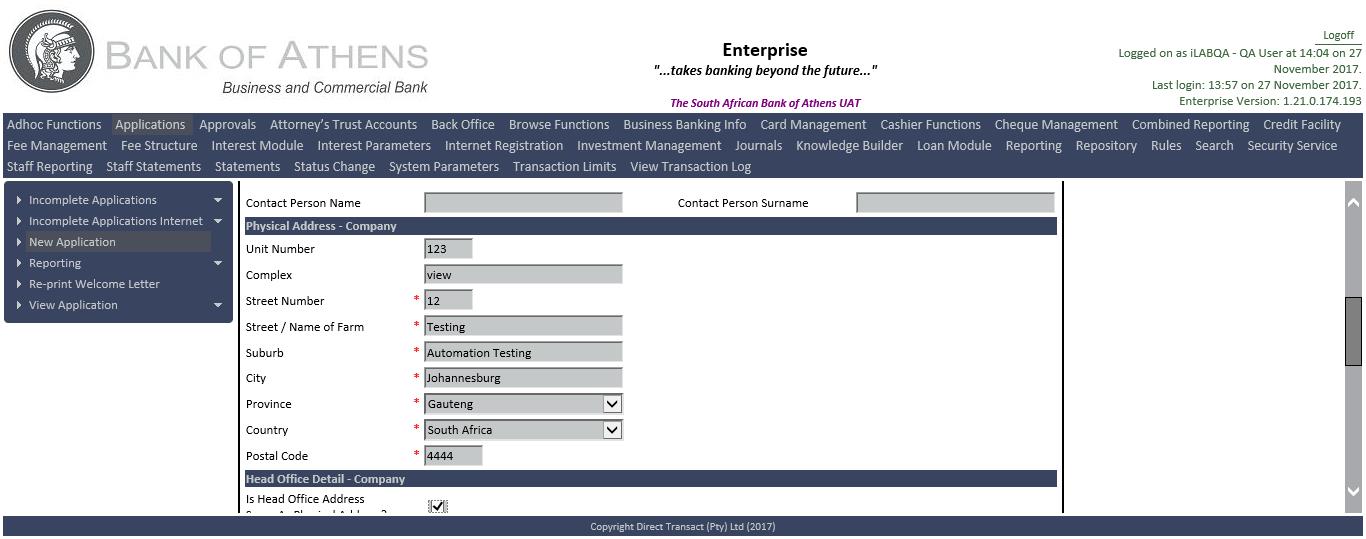 BANK OF ATHENS
Business and Commercial Bank
Enterprise
"...takes banking beyond the future..."
The South African Bank of Athens UAT
Logoff
Logged on as iLABQA - QA User at 14:04 on 27
November 2017.
Last login: 13:57 on 27 November 2017.
Enterprise Version: 1.21.0.174.193
Adhoc Functions Applications Approvals Attorney's Trust Accounts Back Office Browse Functions Business Banking Info Card Management Cashier Functions Cheque Management Combined Reporting Credit Facility
Fee Management Fee Structure Interest Module Interest Parameters Internet Registration Investment Management Journals Knowledge Builder Loan Module Reporting Repository Rules Search Security Service
Staff Reporting Staff Statements Statements Status Change System Parameters Transaction Limits View Transaction Log
Incomplete Applications
Incomplete Applications Internet
New Application
Reporting
Re-print Welcome Letter
View Application
Contact Person Name Contact Person Surname
Physical Address - Company
Unit Number 123
Complex view
Street Number * 12
Street / Name of Farm * Testing
Suburb * Automation Testing
City * Johannesburg
Province * Gauteng
Country * South Africa
Postal Code * 4444
Head Office Detail - Company
Is Head Office Address
Same As Physical Address?
Copyright Direct Transact (Pty) Ltd (2017)